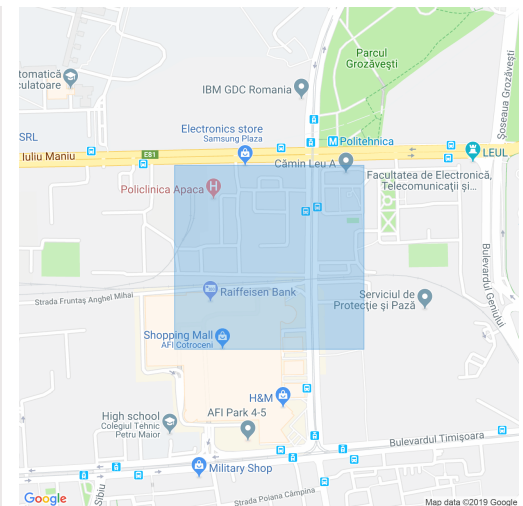 Parcul
Grozăvești
tomatică
culatoare
IBM GDC Romania
Șoseaua Grozăvești
SRL
Electronics store
Samsung Plaza
M Politehnica
Iuliu Maniu
E81
LEUL
Cămin Leu A
Facultatea de Electronică,
Telecomunicații și...
Policlinica Apaca
H
Bulevardul Geniului
Raiffeisen Bank
Strada Fruntaș Anghel Mihai
Serviciul de
Protecție și Pază
Shopping Mall
AFI Cotroceni
H&M
AFI Park 4-5
High school
Colegiul Tehnic
Petru Maior
Bulevardul Timișoara
Military Shop
Sibiu
Strada Poiana Câmpina
Google
Map data ©2019 Google